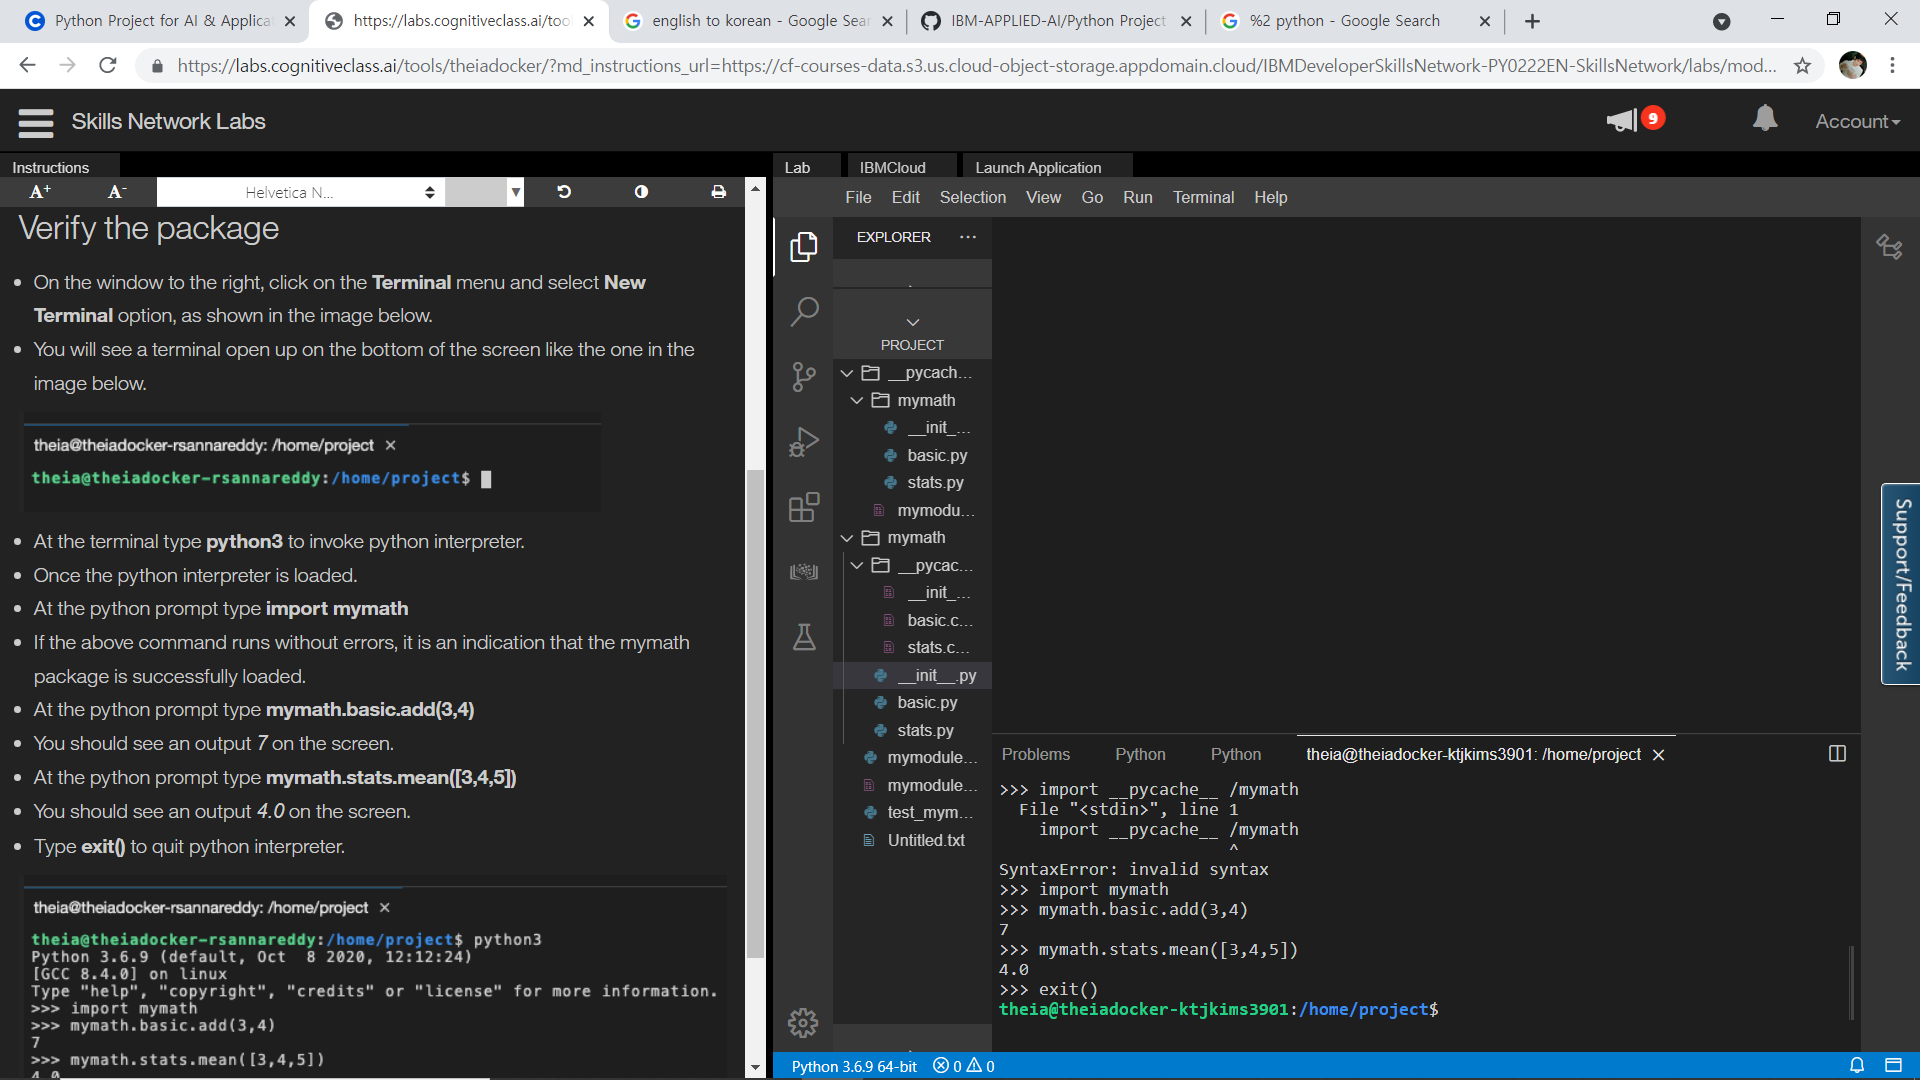 Python Project for AI & Applica
https://labs.cognitiveclass.ai/too
english to korean - Google Sear
IBM-APPLIED-AI/Python Project
%2 python - Google Search
https://labs.cognitiveclass.ai/tools/theiadocker/?md_instructions_url=https://cf-courses-data.s3.us.cloud-object-storage.appdomain.cloud/IBMDeveloperSkillsNetwork-PY0222EN-SkillsNetwork/labs/mod...
Skills Network Labs
9
Account
Instructions
A+ A- Helvetica N...
Verify the package
On the window to the right, click on the Terminal menu and select New
Terminal option, as shown in the image below.
You will see a terminal open up on the bottom of the screen like the one in the
image below.
theia@theiadocker-rsannareddy: /home/project ×
theia@theiadocker-rsannareddy:/home/project$
At the terminal type python3 to invoke python interpreter.
Once the python interpreter is loaded.
At the python prompt type import mymath
If the above command runs without errors, it is an indication that the mymath
package is successfully loaded.
At the python prompt type mymath.basic.add(3,4)
You should see an output 7 on the screen.
At the python prompt type mymath.stats.mean([3,4,5])
You should see an output 4.0 on the screen.
Type exit() to quit python interpreter.
theia@theiadocker-rsannareddy: /home/project ×
theia@theiadocker-rsannareddy:/home/project$ python3
Python 3.6.9 (default, Oct  8 2020, 12:12:24)
[GCC 8.4.0] on linux
Type "help", "copyright", "credits" or "license" for more information.
>>> import mymath
>>> mymath.basic.add(3,4)
7
>>> mymath.stats.mean([3,4,5])
4.0
Lab
IBMCloud
Launch Application
File Edit Selection View Go Run Terminal Help
EXPLORER ...
PROJECT
__pycach...
mymath
__init_...
basic.py
stats.py
mymodu...
mymath
__pycac...
__init_...
basic.c...
stats.c...
__init__.py
basic.py
stats.py
mymodule...
mymodule...
test_mym...
Untitled.txt
Problems Python Python theia@theiadocker-ktjkims3901: /home/project ×
>>> import __pycache__ /mymath
File "<stdin>", line 1
import __pycache__ /mymath
^
SyntaxError: invalid syntax
>>> import mymath
>>> mymath.basic.add(3,4)
7
>>> mymath.stats.mean([3,4,5])
4.0
>>> exit()
theia@theiadocker-ktjkims3901:/home/project$
Support/Feedback
Python 3.6.9 64-bit 0 0